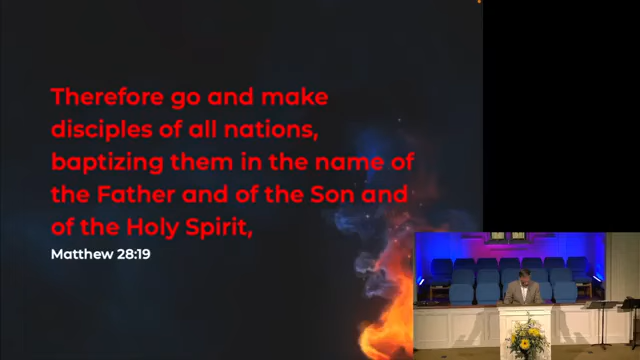 Therefore go and make
disciples of all nations,
baptizing them in the name of
the Father and of the Son and
of the Holy Spirit,
Matthew 28:19